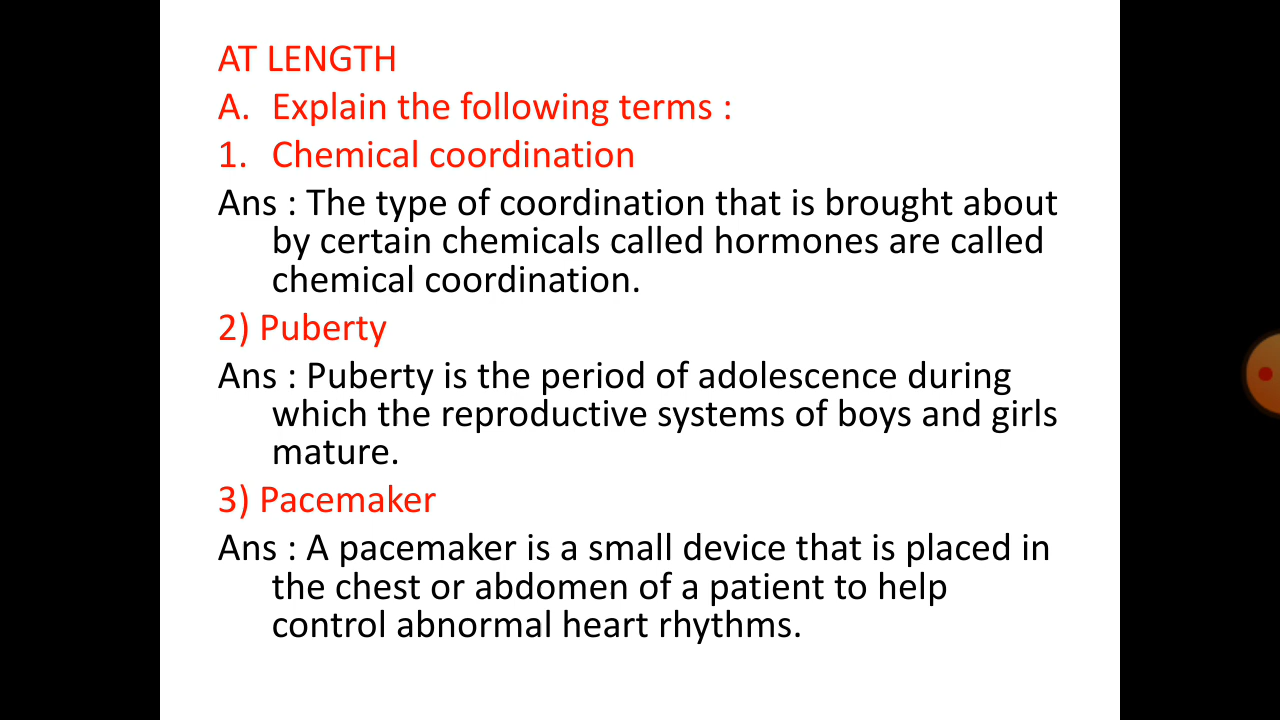 AT LENGTH
A. Explain the following terms :
1. Chemical coordination
Ans : The type of coordination that is brought about
by certain chemicals called hormones are called
chemical coordination.
2) Puberty
Ans : Puberty is the period of adolescence during
which the reproductive systems of boys and girls
mature.
3) Pacemaker
Ans : A pacemaker is a small device that is placed in
the chest or abdomen of a patient to help
control abnormal heart rhythms.